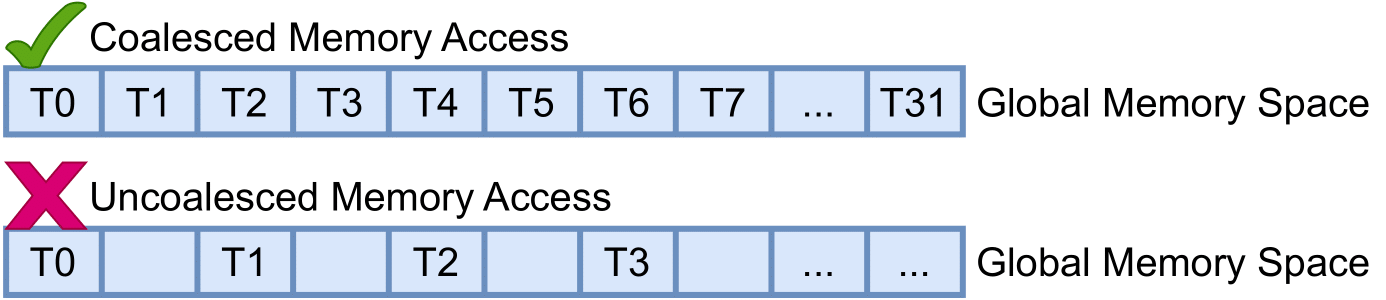 Coalesced Memory Access
T0 T1 T2 T3 T4 T5 T6 T7 ... T31 Global Memory Space
Uncoalesced Memory Access
T0 T1 T2 T3 ... ... Global Memory Space